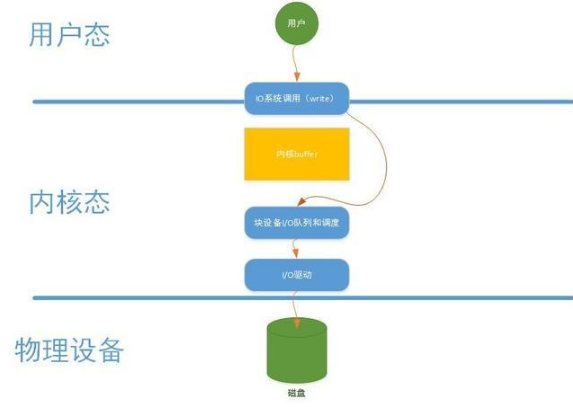 用户态
用户
IO系统调用（write）
内核buffer
内核态
块设备I/O队列和调度
I/O驱动
物理设备
磁盘